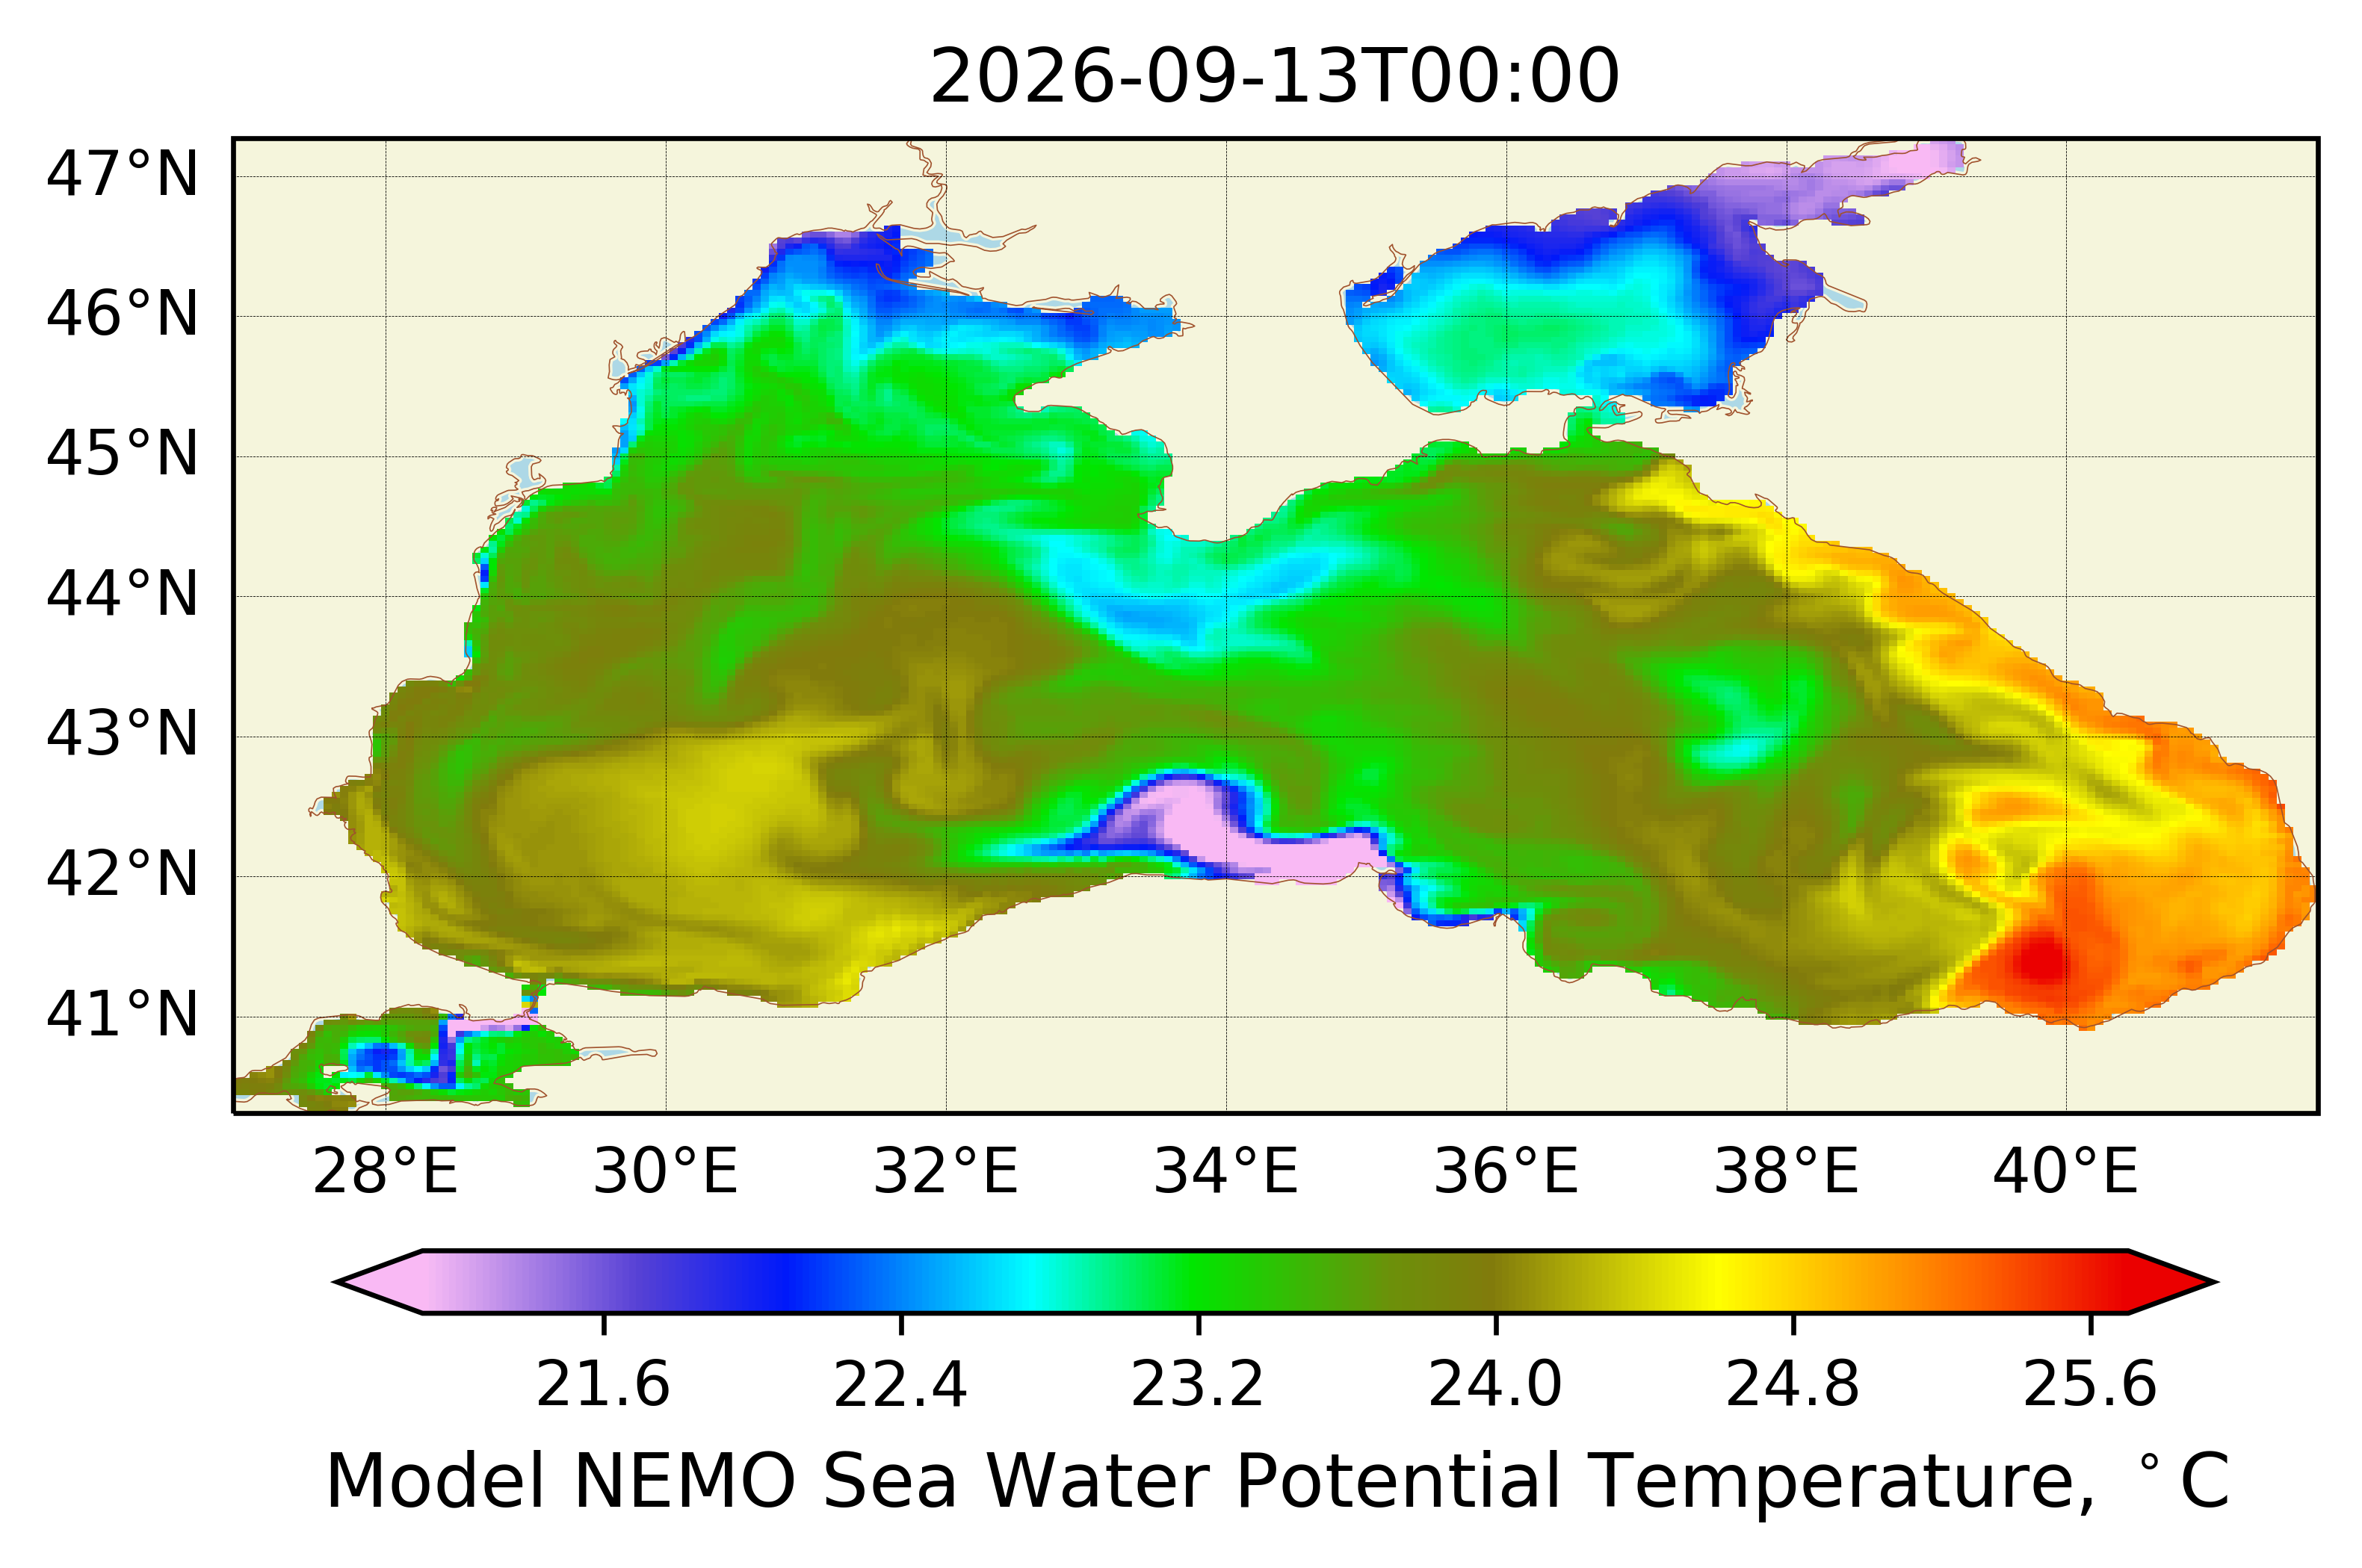 2026-09-13T00:00
47°N
46°N
45°N
44°N
43°N
42°N
41°N
28°E 30°E 32°E 34°E 36°E 38°E 40°E
21.6 22.4 23.2 24.0 24.8 25.6
Model NEMO Sea Water Potential Temperature, °C